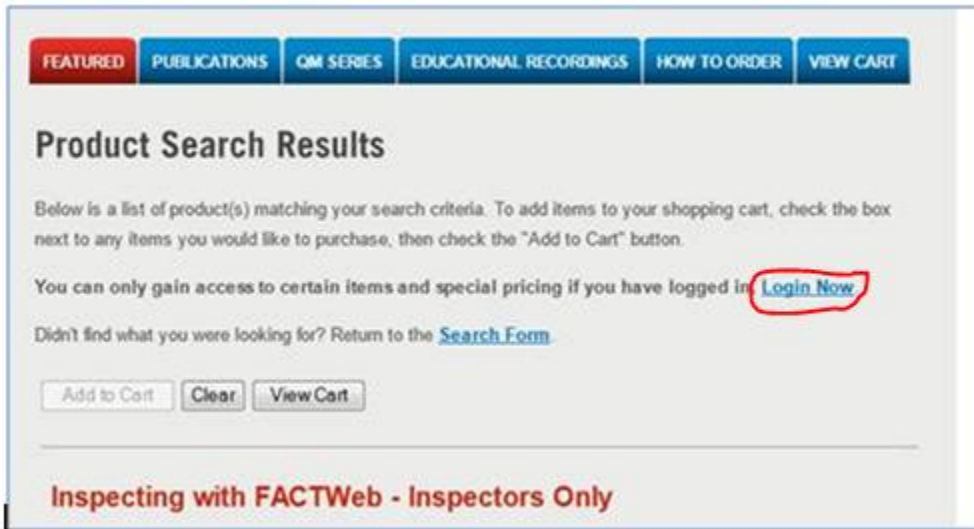 FEATURED PUBLICATIONS QM SERIES EDUCATIONAL RECORDINGS HOW TO ORDER VIEW CART
Product Search Results
Below is a list of product(s) matching your search criteria. To add items to your shopping cart, check the box
next to any items you would like to purchase, then check the "Add to Cart" button.
You can only gain access to certain items and special pricing if you have logged in. Login Now.
Didn't find what you were looking for? Return to the Search Form.
Add to Cart Clear View Cart
Inspecting with FACTWeb - Inspectors Only